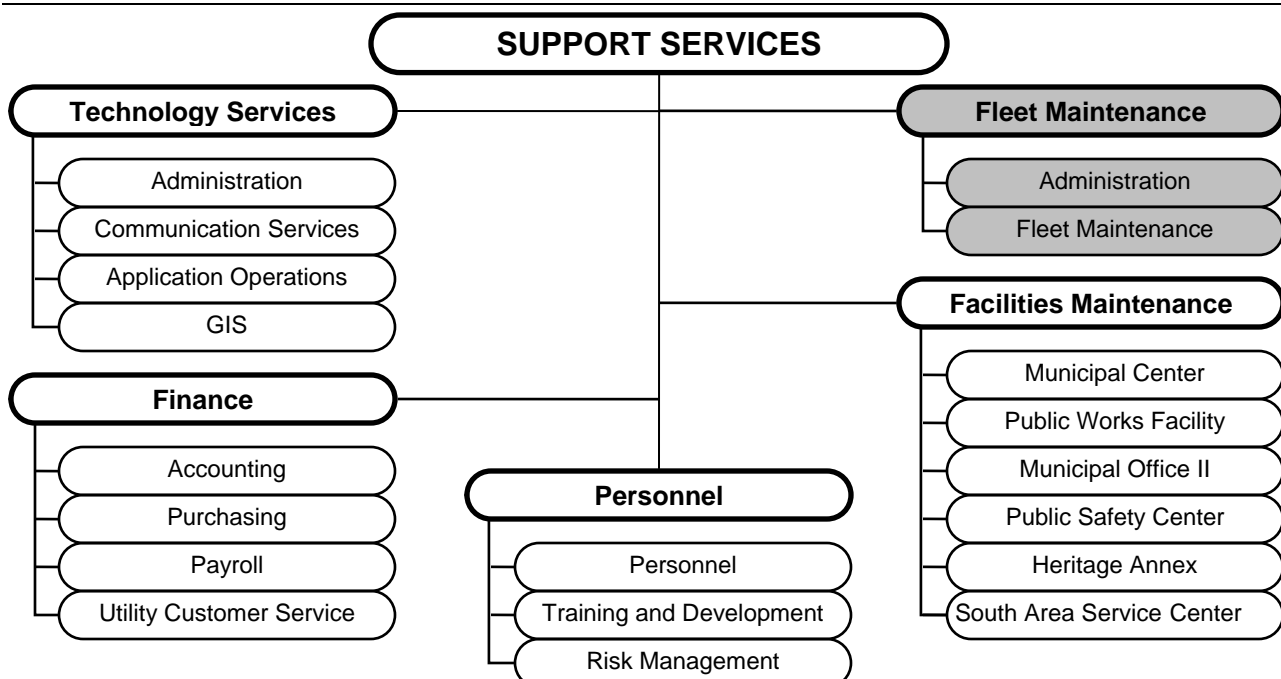 SUPPORT SERVICES
Technology Services
Administration
Communication Services
Application Operations
GIS
Finance
Accounting
Purchasing
Payroll
Utility Customer Service
Personnel
Personnel
Training and Development
Risk Management
Fleet Maintenance
Administration
Fleet Maintenance
Facilities Maintenance
Municipal Center
Public Works Facility
Municipal Office II
Public Safety Center
Heritage Annex
South Area Service Center